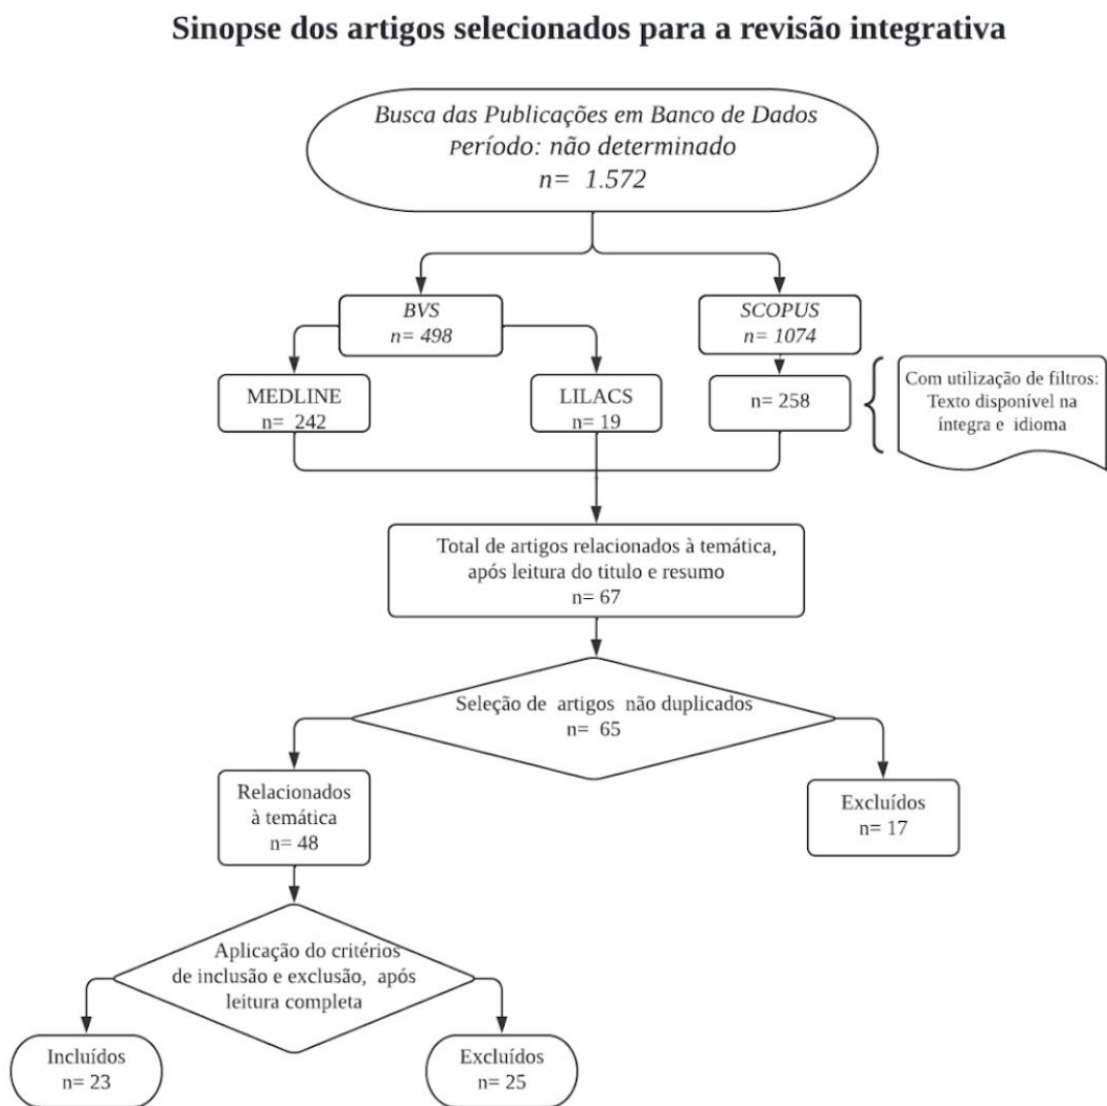 Sinopse dos artigos selecionados para a revisão integrativa
Busca das Publicações em Banco de Dados
Período: não determinado
n= 1.572
BVS
n= 498
SCOPUS
n= 1074
MEDLINE
n= 242
LILACS
n= 19
n= 258
Com utilização de filtros:
Texto disponível na
íntegra e idioma
Total de artigos relacionados à temática,
após leitura do titulo e resumo
n= 67
Seleção de artigos não duplicados
n= 65
Relacionados
à temática
n= 48
Excluídos
n= 17
Aplicação do critérios
de inclusão e exclusão, após
leitura completa
Incluídos
n= 23
Excluídos
n= 25